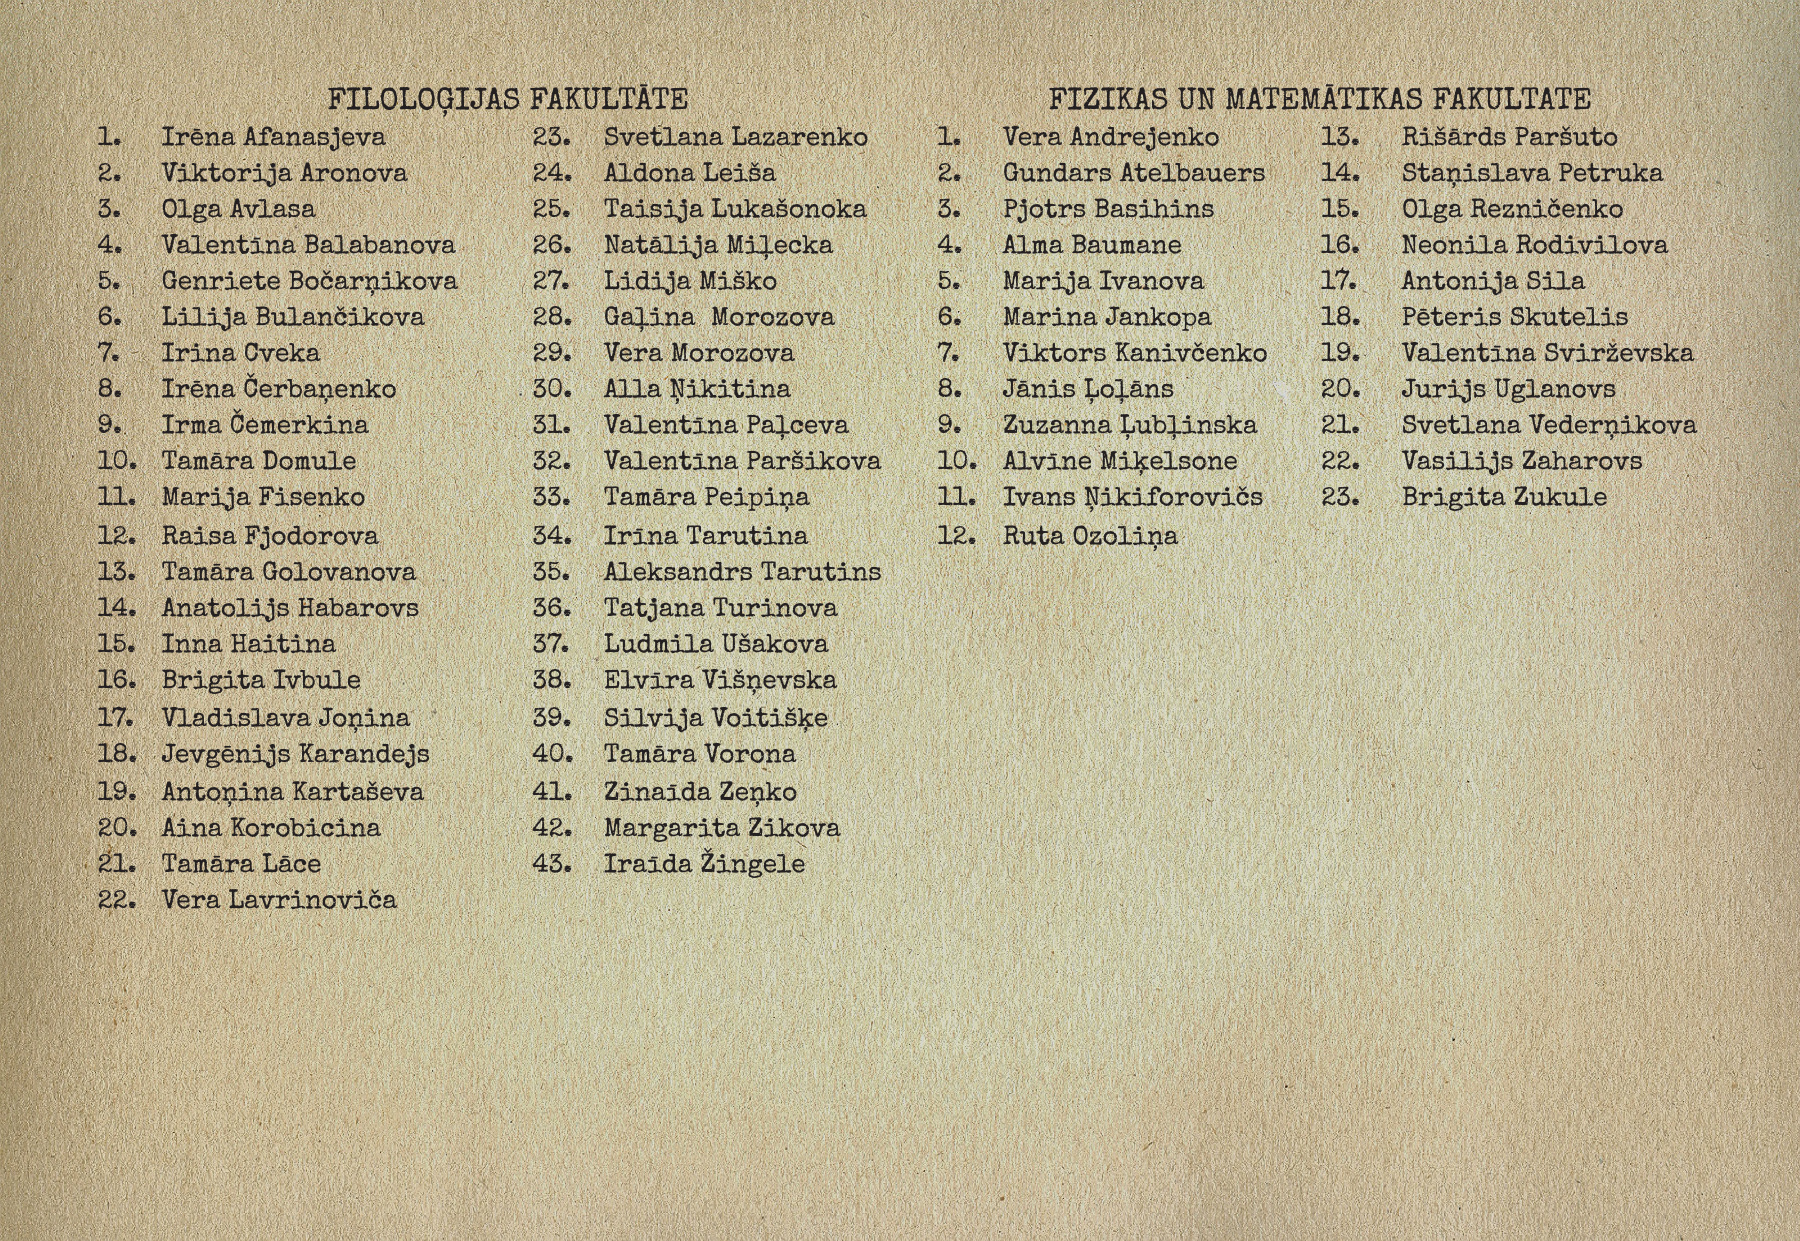 FILOLOĢIJAS FAKULTĀTE
1. Irēna Afanasjeva
2. Viktorija Aronova
3. Olga Avlasa
4. Valentīna Balabanova
5. Genriete Bočarņikova
6. Lilija Bulančikova
7. Irina Cveka
8. Irēna Čerbaņenko
9. Irma Čemerkina
10. Tamāra Domule
11. Marija Fisenko
12. Raisa Fjodorova
13. Tamāra Golovanova
14. Anatolijs Habarovs
15. Inna Haitina
16. Brigita Ivbule
17. Vladislava Joņina
18. Jevgēnijs Karandejs
19. Antoņina Kartaševa
20. Aina Korobicina
21. Tamāra Lāce
22. Vera Lavrinoviča
23. Svetlana Lazarenko
24. Aldona Leiša
25. Taisija Lukašonoka
26. Natālija Miļecka
27. Lidija Miško
28. Gaļina Morozova
29. Vera Morozova
30. Alla Ņikitina
31. Valentīna Paļceva
32. Valentīna Paršikova
33. Tamāra Peipiņa
34. Irīna Tarutina
35. Aleksandrs Tarutins
36. Tatjana Turinova
37. Ludmila Ušakova
38. Elvīra Višņevska
39. Silvija Voitišķe
40. Tamāra Vorona
41. Zinaīda Zeņko
42. Margarita Zikova
43. Iraīda Žingele
FIZIKAS UN MATEMĀTIKAS FAKULTATE
1. Vera Andrejenko
2. Gundars Atelbauers
3. Pjotrs Basihins
4. Alma Baumane
5. Marija Ivanova
6. Marina Jankopa
7. Viktors Kanivčenko
8. Jānis Ļoļāns
9. Zuzanna Ļubļinska
10. Alvīne Miķelsone
11. Ivans Ņikiforovičs
12. Ruta Ozoliņa
13. Rišārds Paršuto
14. Staņislava Petruka
15. Olga Rezničenko
16. Neonila Rodivilova
17. Antonija Sila
18. Pēteris Skutelis
19. Valentīna Svirževska
20. Jurijs Uglanovs
21. Svetlana Vederņikova
22. Vasilijs Zaharovs
23. Brigita Zukule